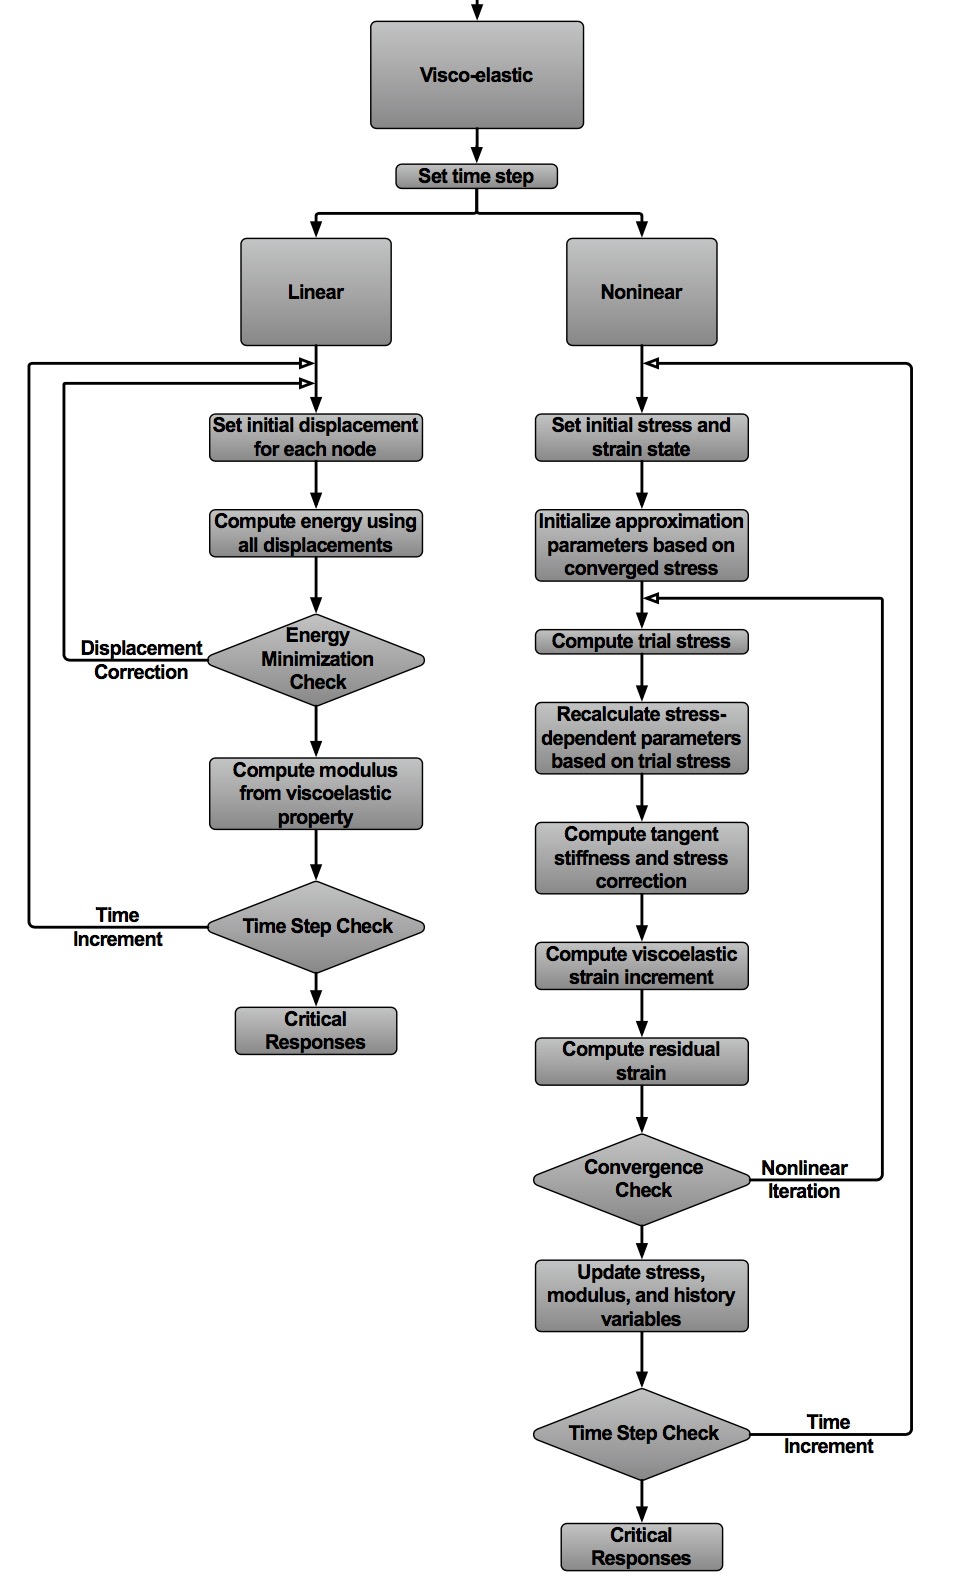 Visco-elastic
Set time step
Linear
Set initial displacement
for each node
Compute energy using
all displacements
Energy
Minimization
Check
Displacement
Correction
Compute modulus
from viscoelastic
property
Time Step Check
Time
Increment
Critical
Responses
Noninear
Set initial stress and
strain state
Initialize approximation
parameters based on
converged stress
Compute trial stress
Recalculate stress-
dependent parameters
based on trial stress
Compute tangent
stiffness and stress
correction
Compute viscoelastic
strain increment
Compute residual
strain
Convergence
Check
Nonlinear
Iteration
Update stress,
modulus, and history
variables
Time Step Check
Time
Increment
Critical
Responses